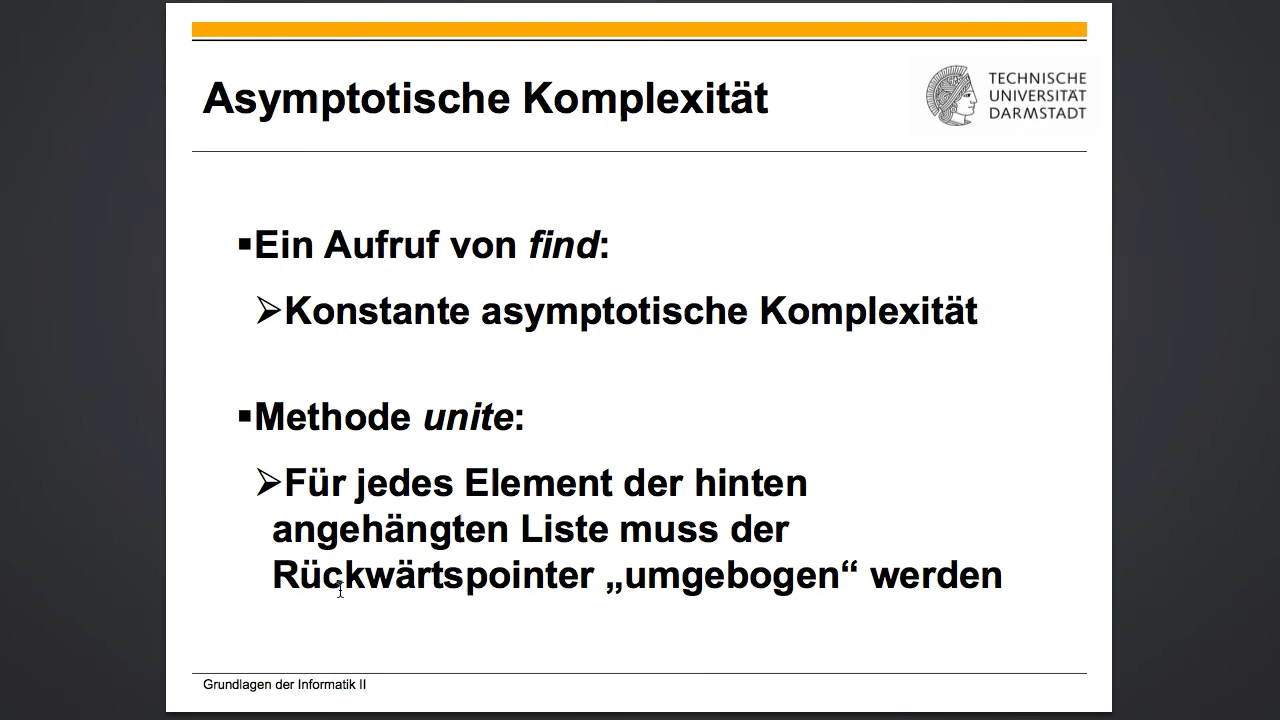 Asymptotische Komplexität
TECHNISCHE
UNIVERSITÄT
DARMSTADT
▪Ein Aufruf von find:
➢Konstante asymptotische Komplexität
▪Methode unite:
➢Für jedes Element der hinten
angehängten Liste muss der
Rückwärtspointer „umgebogen“ werden
Grundlagen der Informatik II